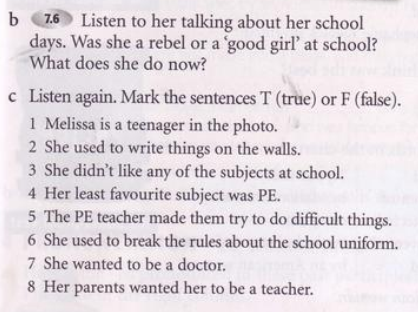 b 7.6 Listen to her talking about her school
days. Was she a rebel or a ‘good girl’ at school?
What does she do now?
c Listen again. Mark the sentences T (true) or F (false).
1 Melissa is a teenager in the photo.
2 She used to write things on the walls.
3 She didn’t like any of the subjects at school.
4 Her least favourite subject was PE.
5 The PE teacher made them try to do difficult things.
6 She used to break the rules about the school uniform.
7 She wanted to be a doctor.
8 Her parents wanted her to be a teacher.